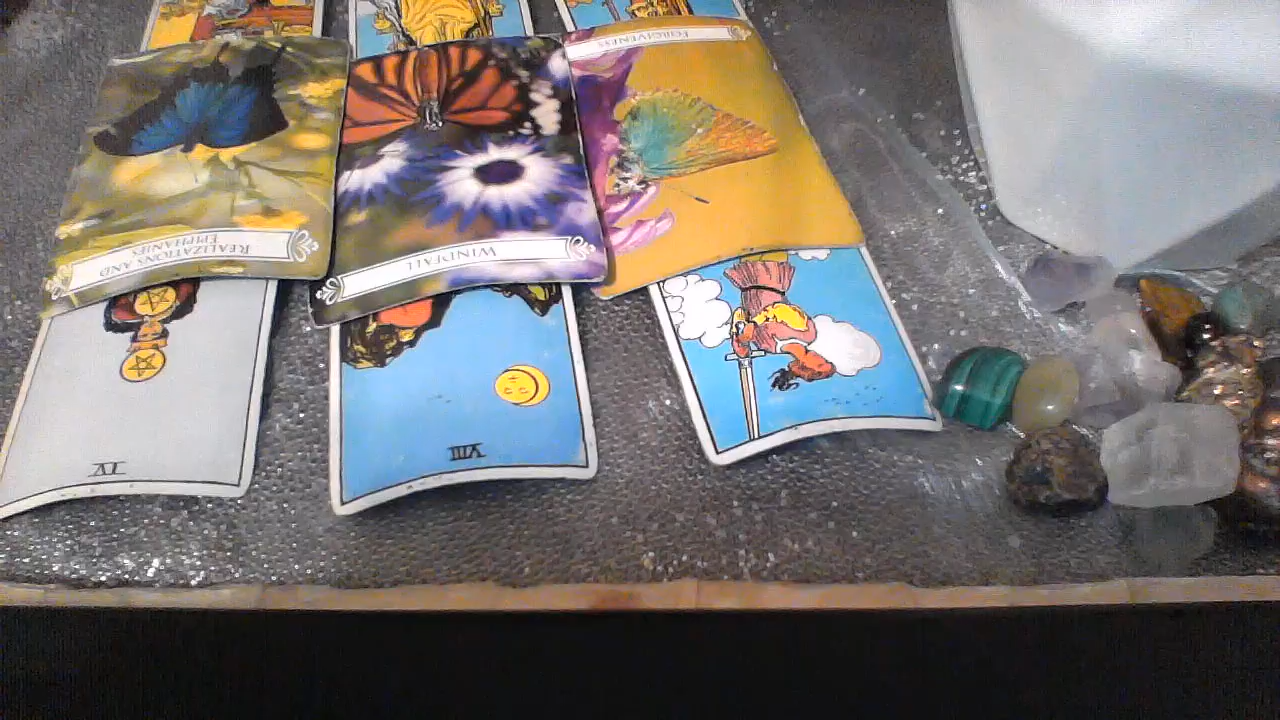 FORGIVENESS
REALIZATIONS AND
EPIPHANIES
WINDFALL
IV
VIII